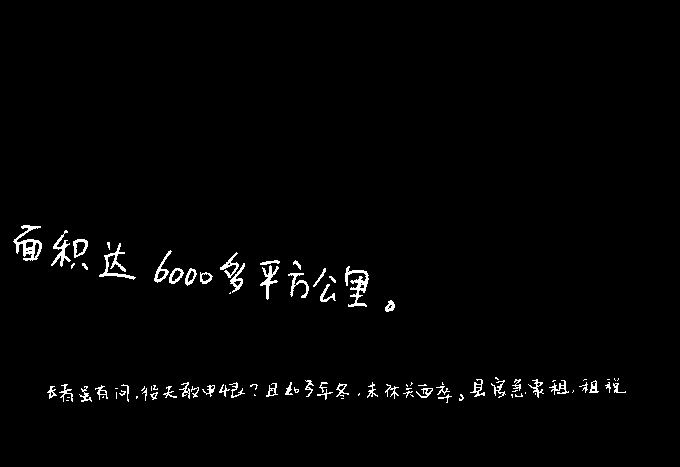 面积达6000多平方公里。
长看虽有问,役夫敢申恨?且如今年冬,未休关西卒。县官急索租,租税